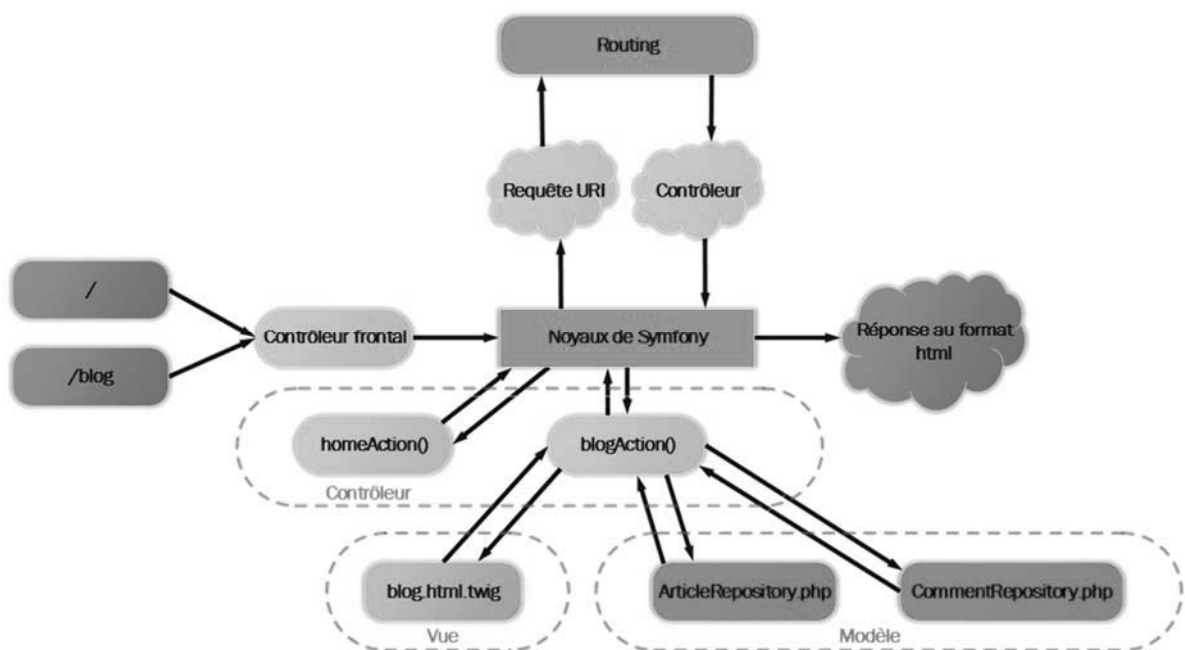 Routing
Requête URI
Contrôleur
/
/blog
Contrôleur frontal
Noyaux de Symfony
Réponse au format
html
homeAction()
blogAction()
Contrôleur
blog.html.twig
Vue
ArticleRepository.php
CommentRepository.php
Modèle